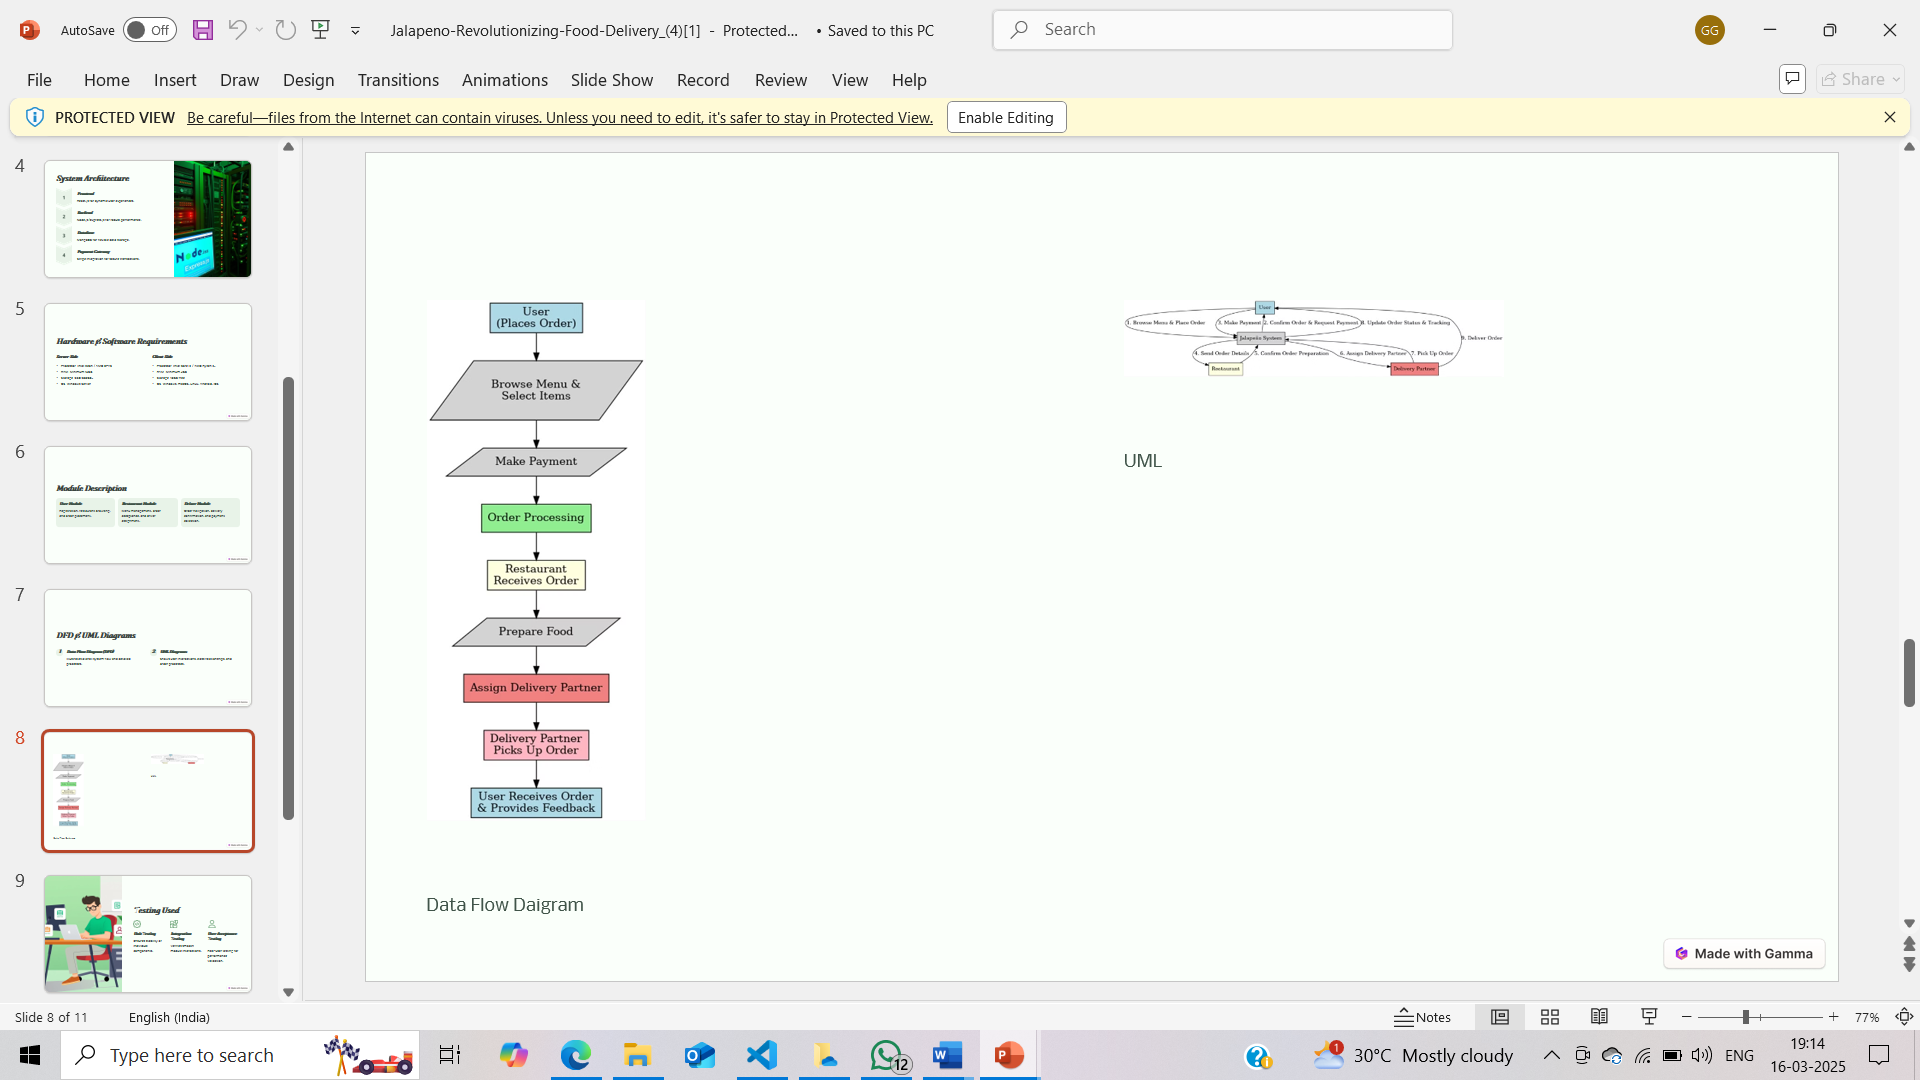 AutoSave Off
Jalapeno-Revolutionizing-Food-Delivery_(4)[1] - Protected... • Saved to this PC
Search
GG
File Home Insert Draw Design Transitions Animations Slide Show Record Review View Help
Share
PROTECTED VIEW Be careful—files from the Internet can contain viruses. Unless you need to edit, it's safer to stay in Protected View. Enable Editing
4
System Architecture
1
2
3
4
5
Hardware & Software Requirements
6
Module Description
7
DFD & UML Diagrams
8
9
Testing Used
User
(Places Order)
Browse Menu &
Select Items
Make Payment
Order Processing
Restaurant
Receives Order
Prepare Food
Assign Delivery Partner
Delivery Partner
Picks Up Order
User Receives Order
& Provides Feedback
Data Flow Daigram
User
1. Browse Menu & Place Order
3. Make Payment
2. Confirm Order & Request Payment
8. Update Order Status & Tracking
Jalapeño System
9. Deliver Order
4. Send Order Details
5. Confirm Order Preparation
6. Assign Delivery Partner
7. Pick Up Order
Restaurant
Delivery Partner
UML
Made with Gamma
Slide 8 of 11 English (India)
Notes
77%
Type here to search
12
1
30°C Mostly cloudy
ENG
19:14
16-03-2025